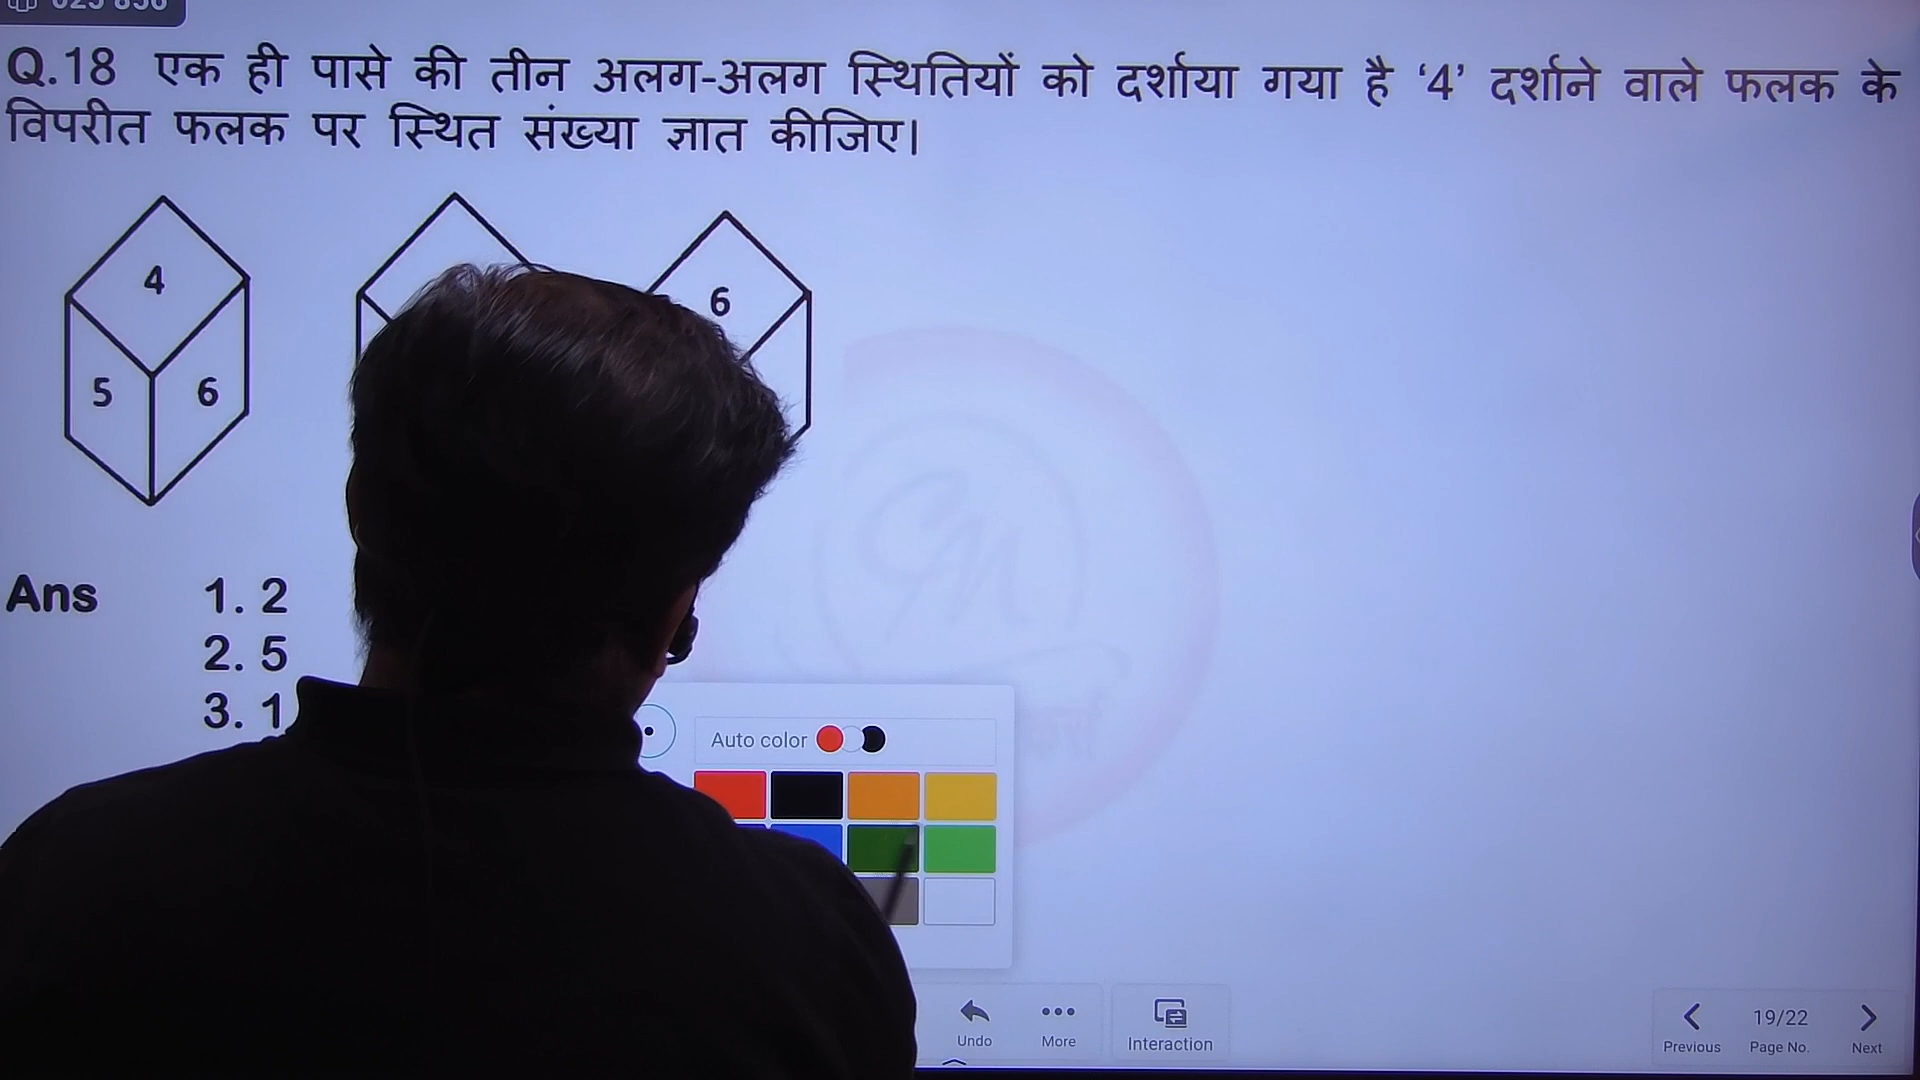 Q.18 एक ही पासे की तीन अलग-अलग स्थितियों को दर्शाया गया है ‘4’ दर्शाने वाले फलक के
विपरीत फलक पर स्थित संख्या ज्ञात कीजिए।
4
5 6
6
Ans 1. 2
2. 5
3. 1
Auto color
Undo
More
Interaction
Previous
19/22
Page No.
Next